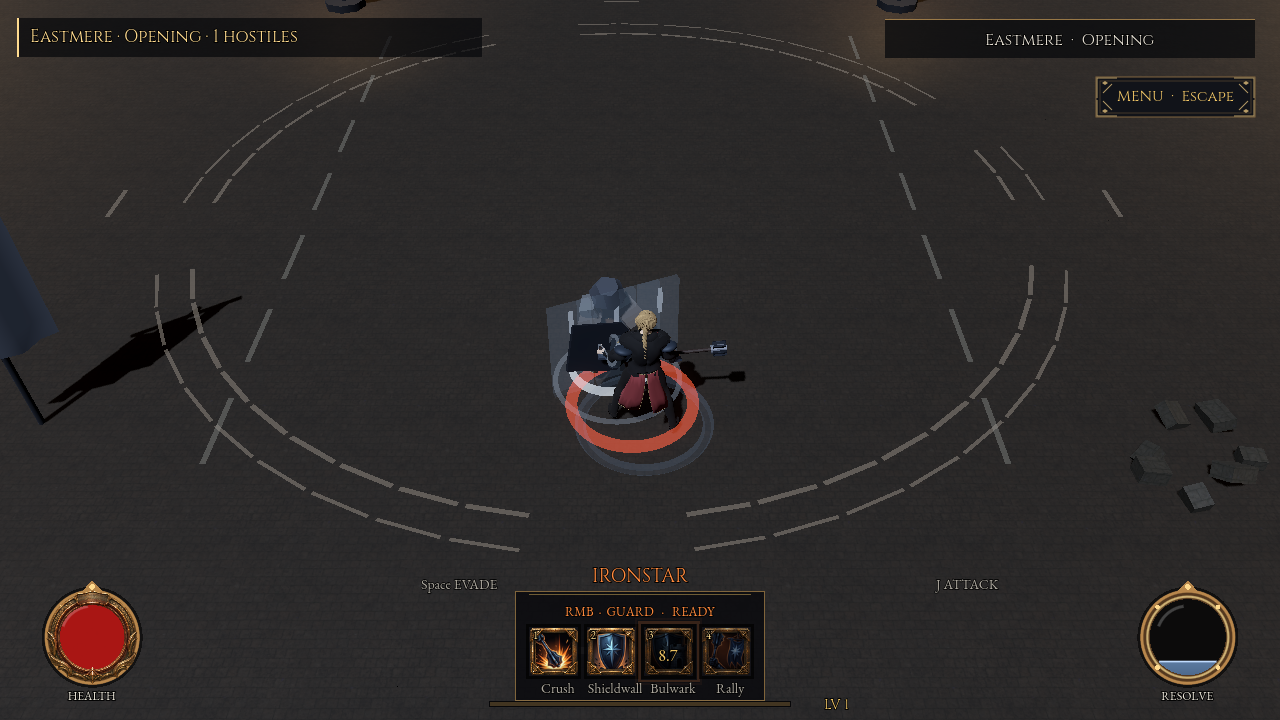 Eastmere · Opening · 1 hostiles
Eastmere · Opening
MENU · Escape
IRONSTAR
Space EVADE
J ATTACK
RMB · GUARD · READY
1 2 3 4
8.7
Crush Shieldwall Bulwark Rally
HEALTH
RESOLVE
LV 1